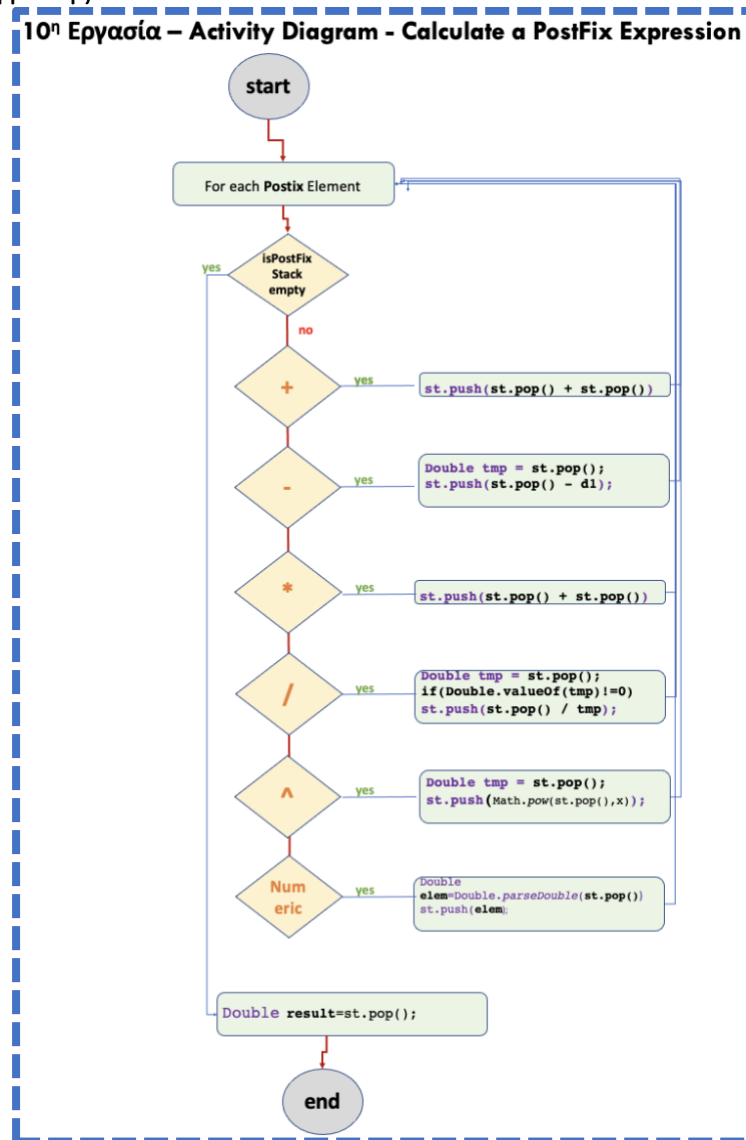 10η Εργασία – Activity Diagram - Calculate a PostFix Expression
start
For each Postix Element
isPostFix
Stack
empty
yes
no
+
yes
st.push(st.pop() + st.pop())
-
yes
Double tmp = st.pop();
st.push(st.pop() - d1);
*
yes
st.push(st.pop() + st.pop())
/
yes
Double tmp = st.pop();
if(Double.valueOf(tmp)!=0)
st.push(st.pop() / tmp);
^
yes
Double tmp = st.pop();
st.push(Math.pow(st.pop(),x));
Num
eric
yes
Double
elem=Double.parseDouble(st.pop())
st.push(elem);
Double result=st.pop();
end